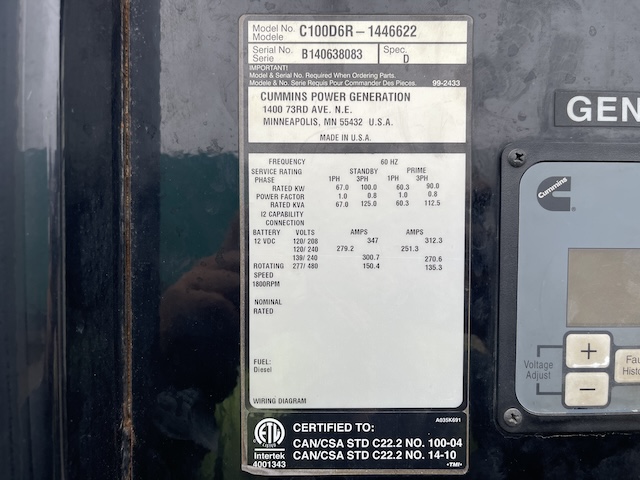 Model No. C100D6R-1446622
Modele
Serial No. B140638083 Spec. D
Serie
IMPORTANT!
Model & Serial No. Required When Ordering Parts.
Modele & No. Serie Requis Pour Commander Des Pieces. 99-2433
CUMMINS POWER GENERATION
1400 73RD AVE. N.E.
MINNEAPOLIS, MN 55432 U.S.A.
MADE IN U.S.A.
FREQUENCY 60 HZ
SERVICE RATING STANDBY PRIME
PHASE 1PH 3PH 1PH 3PH
RATED KW 67.0 100.0 60.3 90.0
POWER FACTOR 1.0 0.8 1.0 0.8
RATED KVA 67.0 125.0 60.3 112.5
I2 CAPABILITY
CONNECTION
BATTERY VOLTS AMPS AMPS
12 VDC 120/ 208 347 312.3
120/ 240 279.2 251.3
139/ 240 300.7 270.6
ROTATING 277/ 480 150.4 135.3
SPEED
1800RPM
NOMINAL
RATED
FUEL:
Diesel
WIRING DIAGRAM
A035K691
CERTIFIED TO:
CAN/CSA STD C22.2 NO. 100-04
CAN/CSA STD C22.2 NO. 14-10
ETL
Intertek
4001343
•TMI•
GEN
Cummins
Voltage
Adjust
+
−
Fau
Histo